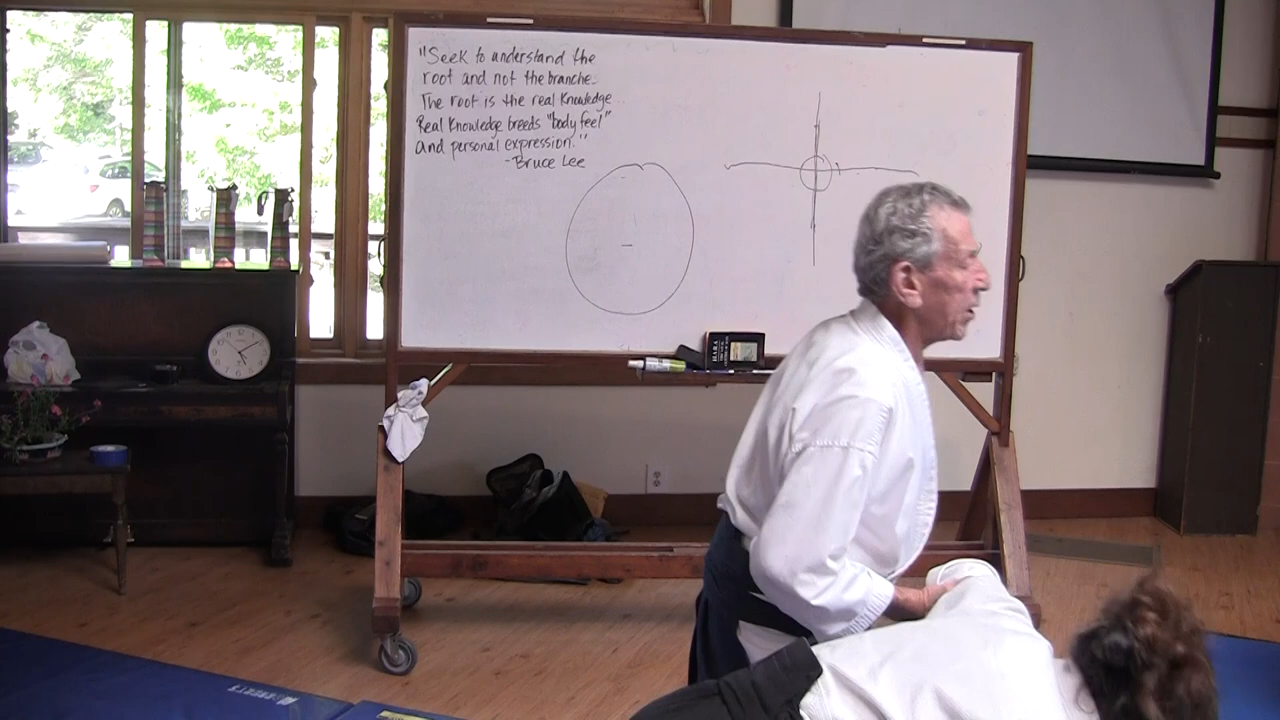 "Seek to understand the
root and not the branche.
The root is the real Knowledge
Real Knowledge breeds "body feel"
and personal expression."
-Bruce Lee